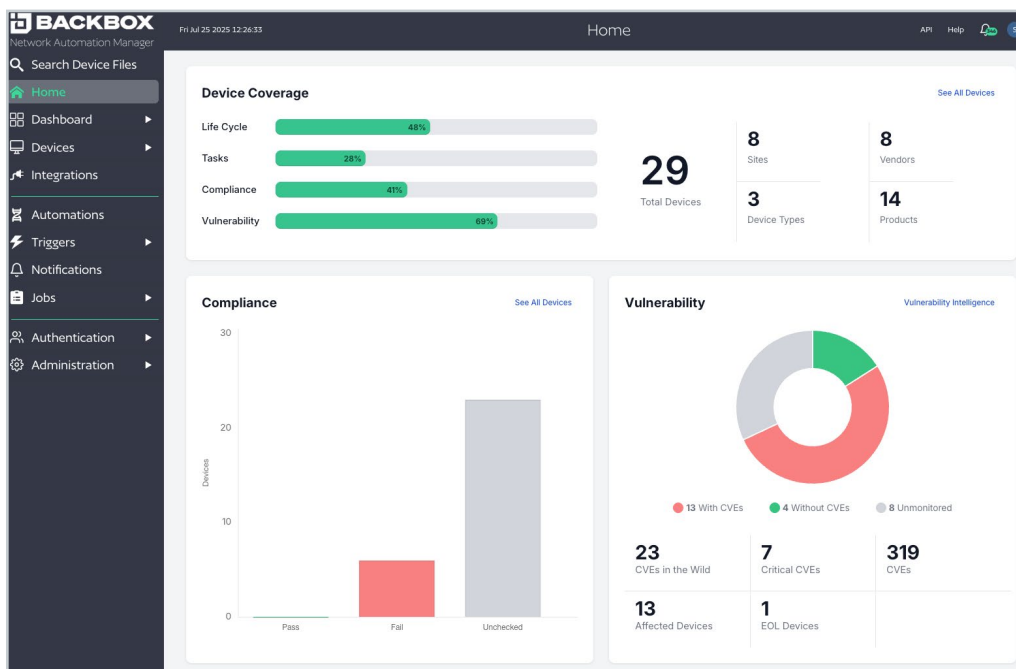 BACKBOX
Network Automation Manager
Search Device Files
Home
Dashboard
Devices
Integrations
Automations
Triggers
Notifications
Jobs
Authentication
Administration
Fri Jul 25 2025 12:26:33
Home
API Help
Device Coverage
See All Devices
Life Cycle
48%
Tasks
28%
Compliance
41%
Vulnerability
69%
29
Total Devices
8
Sites
8
Vendors
3
Device Types
14
Products
Compliance
See All Devices
30
20
10
0
Devices
Pass
Fail
Unchecked
Vulnerability
Vulnerability Intelligence
13 With CVEs
4 Without CVEs
8 Unmonitored
23
CVEs in the Wild
7
Critical CVEs
319
CVEs
13
Affected Devices
1
EOL Devices